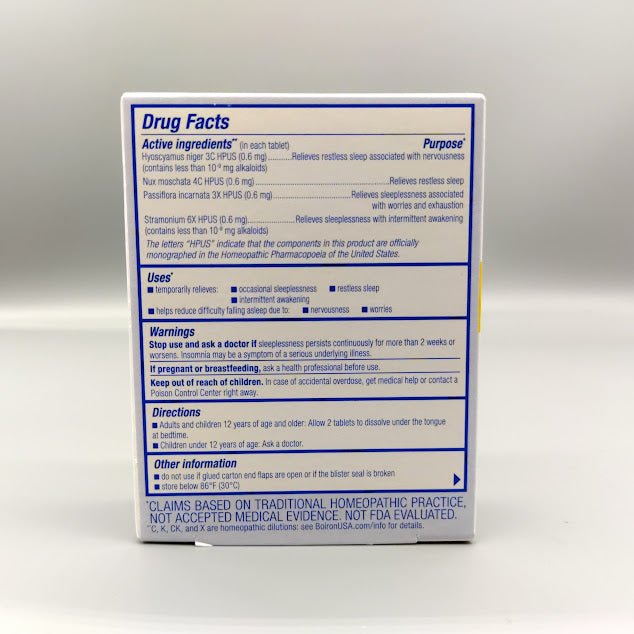 Drug Facts
Active ingredients** (in each tablet) Purpose*
Hyoscyamus niger 3C HPUS (0.6 mg)..........Relieves restless sleep associated with nervousness
(contains less than 10⁻⁹ mg alkaloids)
Nux moschata 4C HPUS (0.6 mg)..........Relieves restless sleep
Passiflora incarnata 3X HPUS (0.6 mg)..........Relieves sleeplessness associated
with worries and exhaustion
Stramonium 6X HPUS (0.6 mg)..........Relieves sleeplessness with intermittent awakening
(contains less than 10⁻⁹ mg alkaloids)
The letters "HPUS" indicate that the components in this product are officially
monographed in the Homeopathic Pharmacopoeia of the United States.
Uses*
■ temporarily relieves: ■ occasional sleeplessness ■ restless sleep
■ intermittent awakening
■ helps reduce difficulty falling asleep due to: ■ nervousness ■ worries
Warnings
Stop use and ask a doctor if sleeplessness persists continuously for more than 2 weeks or
worsens. Insomnia may be a symptom of a serious underlying illness.
If pregnant or breastfeeding, ask a health professional before use.
Keep out of reach of children. In case of accidental overdose, get medical help or contact a
Poison Control Center right away.
Directions
■ Adults and children 12 years of age and older: Allow 2 tablets to dissolve under the tongue
at bedtime.
■ Children under 12 years of age: Ask a doctor.
Other information
■ do not use if glued carton end flaps are open or if the blister seal is broken
■ store below 86°F (30°C)
*CLAIMS BASED ON TRADITIONAL HOMEOPATHIC PRACTICE,
NOT ACCEPTED MEDICAL EVIDENCE. NOT FDA EVALUATED.
**C, K, CK, and X are homeopathic dilutions: see BoironUSA.com/info for details.